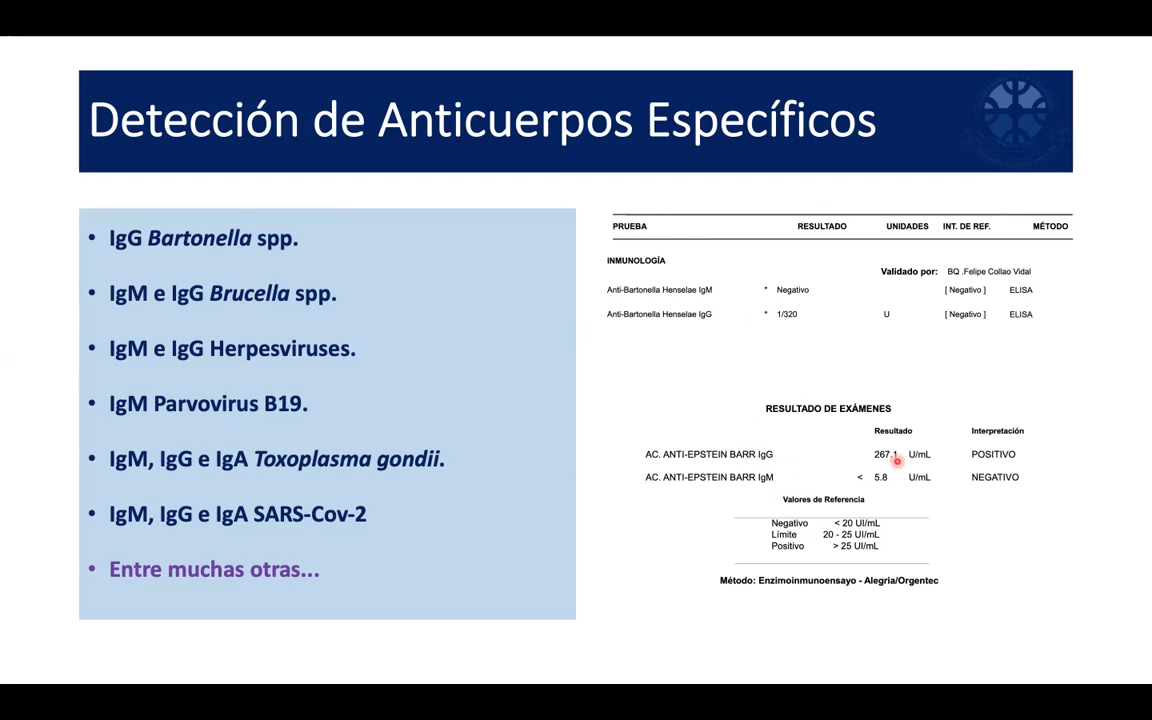 Detección de Anticuerpos Específicos
• IgG Bartonella spp.
• IgM e IgG Brucella spp.
• IgM e IgG Herpesviruses.
• IgM Parvovirus B19.
• IgM, IgG e IgA Toxoplasma gondii.
• IgM, IgG e IgA SARS-Cov-2
• Entre muchas otras...
PRUEBA RESULTADO UNIDADES INT. DE REF. MÉTODO
INMUNOLOGÍA
Validado por: BQ .Felipe Collao Vidal
Anti-Bartonella Henselae IgM * Negativo [ Negativo ] ELISA
Anti-Bartonella Henselae IgG * 1/320 U [ Negativo ] ELISA
RESULTADO DE EXÁMENES
Resultado Interpretación
AC. ANTI-EPSTEIN BARR IgG 267.1 U/mL POSITIVO
AC. ANTI-EPSTEIN BARR IgM < 5.8 U/mL NEGATIVO
Valores de Referencia
Negativo < 20 UI/mL
Límite 20 - 25 UI/mL
Positivo > 25 UI/mL
Método: Enzimoinmunoensayo - Alegria/Orgentec